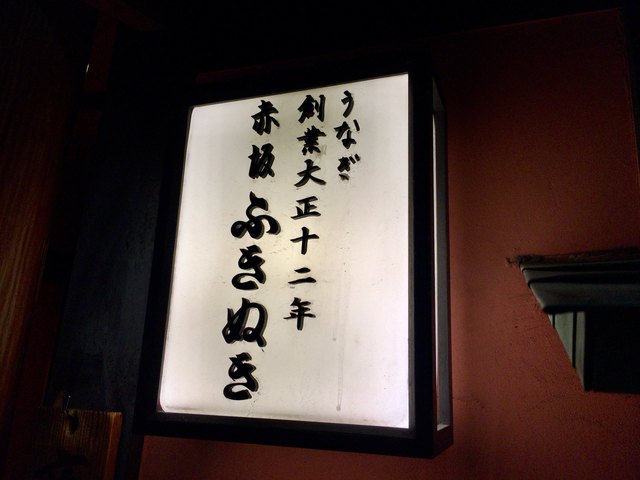 うなぎ
創業大正十二年
赤坂ふきぬき